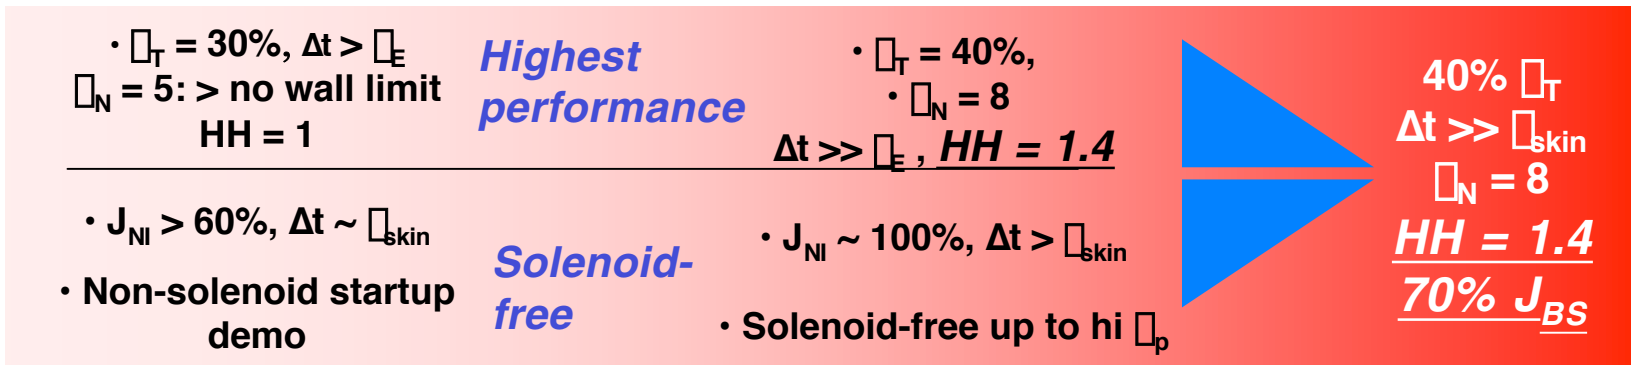 · ▯T = 30%, Δt > ▯E
▯N = 5: > no wall limit
HH = 1
Highest
performance
· ▯T = 40%,
· ▯N = 8
Δt >> ▯E , HH = 1.4
· JNI > 60%, Δt ~ ▯skin
· Non-solenoid startup
demo
Solenoid-
free
· JNI ~ 100%, Δt > ▯skin
· Solenoid-free up to hi ▯p
40% ▯T
Δt >> ▯skin
▯N = 8
HH = 1.4
70% JBS